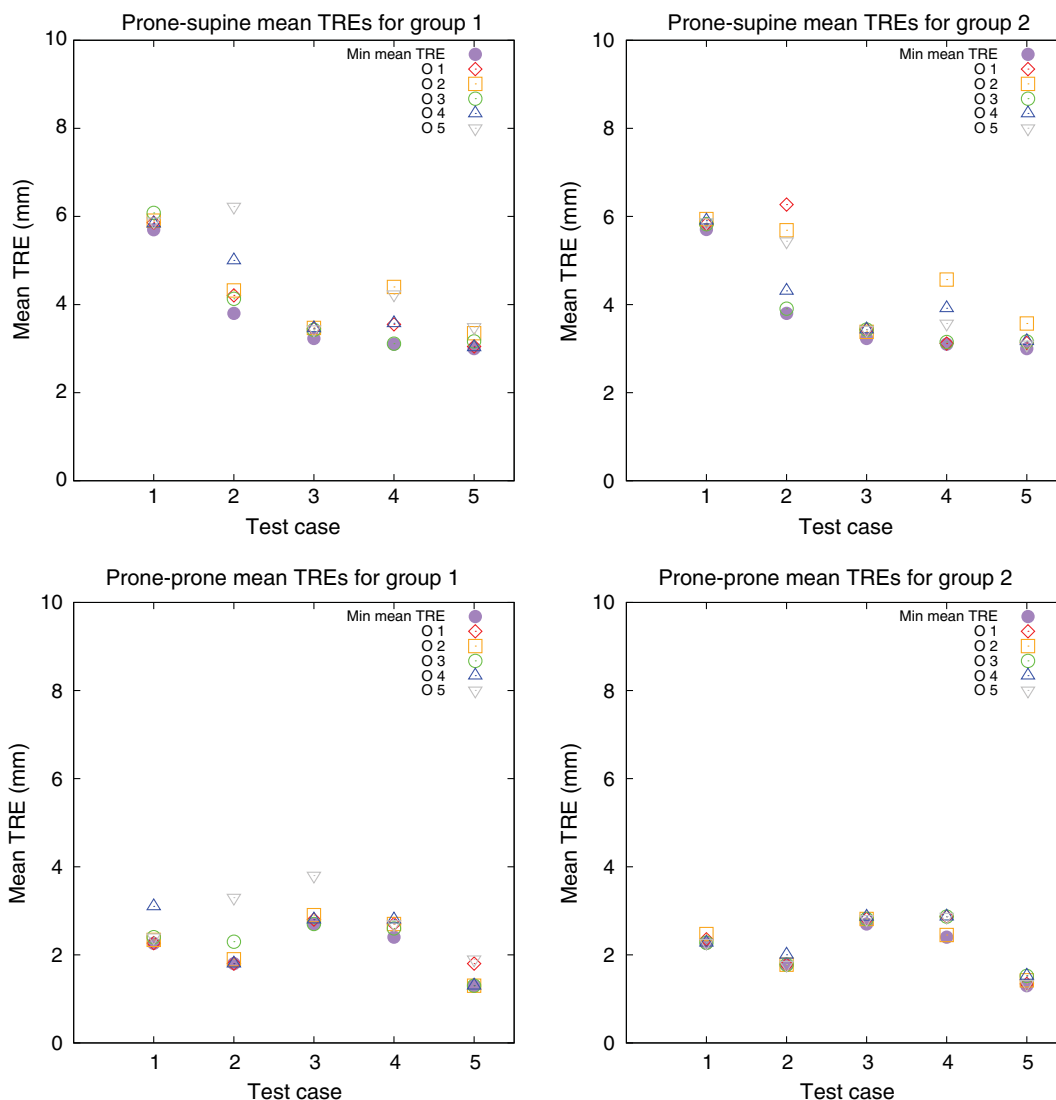 Prone-supine mean TREs for group 1
10
8
6
4
2
0
Mean TRE (mm)
Min mean TRE
O 1
O 2
O 3
O 4
O 5
1 2 3 4 5
Test case
Prone-supine mean TREs for group 2
10
8
6
4
2
0
Mean TRE (mm)
Min mean TRE
O 1
O 2
O 3
O 4
O 5
1 2 3 4 5
Test case
Prone-prone mean TREs for group 1
10
8
6
4
2
0
Mean TRE (mm)
Min mean TRE
O 1
O 2
O 3
O 4
O 5
1 2 3 4 5
Test case
Prone-prone mean TREs for group 2
10
8
6
4
2
0
Mean TRE (mm)
Min mean TRE
O 1
O 2
O 3
O 4
O 5
1 2 3 4 5
Test case